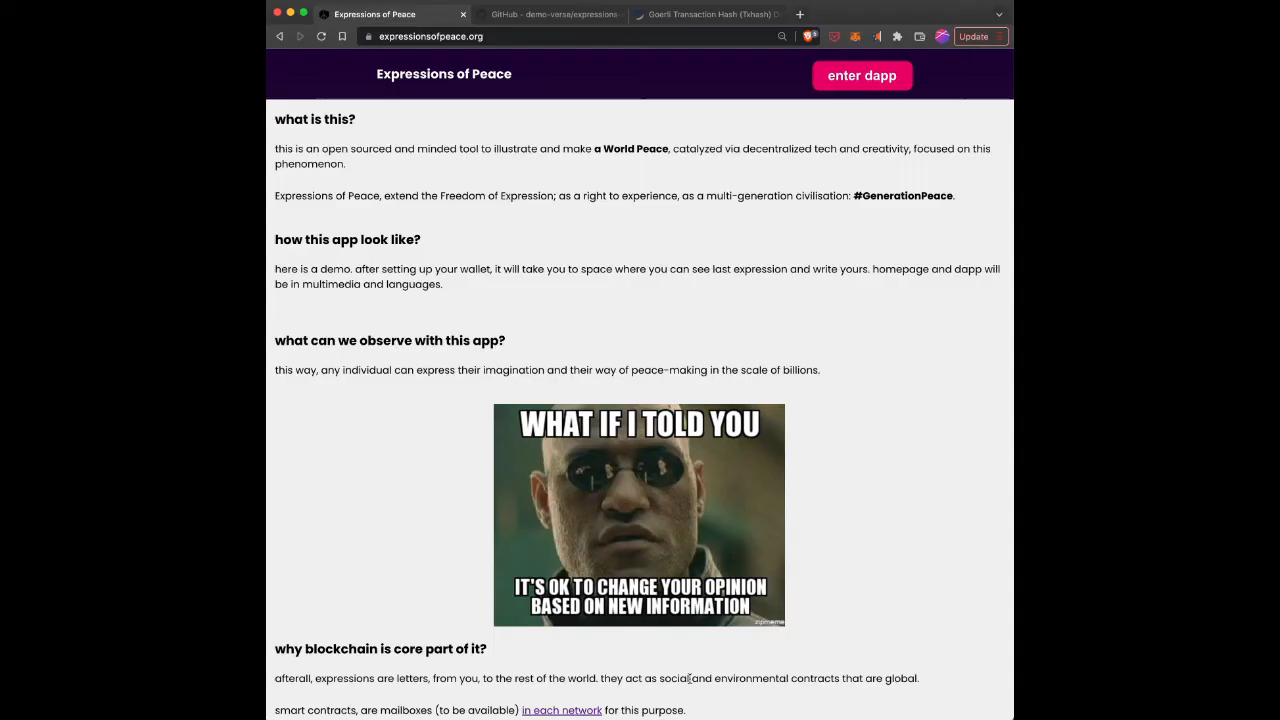 Expressions of Peace
GitHub - demo-verse/expressions-
Goerli Transaction Hash (Txhash) D
expressionsofpeace.org
5
Update
Expressions of Peace
enter dapp
what is this?
this is an open sourced and minded tool to illustrate and make a World Peace, catalyzed via decentralized tech and creativity, focused on this
phenomenon.
Expressions of Peace, extend the Freedom of Expression; as a right to experience, as a multi-generation civilisation: #GenerationPeace.
how this app look like?
here is a demo. after setting up your wallet, it will take you to space where you can see last expression and write yours. homepage and dapp will
be in multimedia and languages.
what can we observe with this app?
this way, any individual can express their imagination and their way of peace-making in the scale of billions.
WHAT IF I TOLD YOU
IT'S OK TO CHANGE YOUR OPINION
BASED ON NEW INFORMATION
zipmeme
why blockchain is core part of it?
afterall, expressions are letters, from you, to the rest of the world. they act as social and environmental contracts that are global.
smart contracts, are mailboxes (to be available) in each network for this purpose.